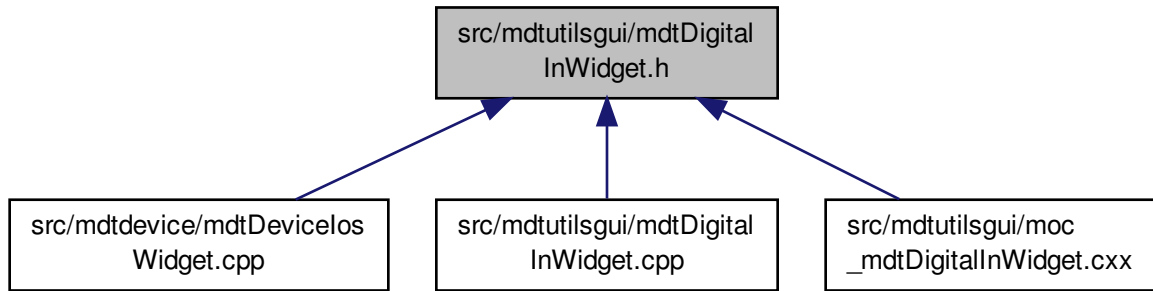 src/mdtutilsgui/mdtDigital
InWidget.h
src/mdtdevice/mdtDeviceIos
Widget.cpp
src/mdtutilsgui/mdtDigital
InWidget.cpp
src/mdtutilsgui/moc
_mdtDigitalInWidget.cxx